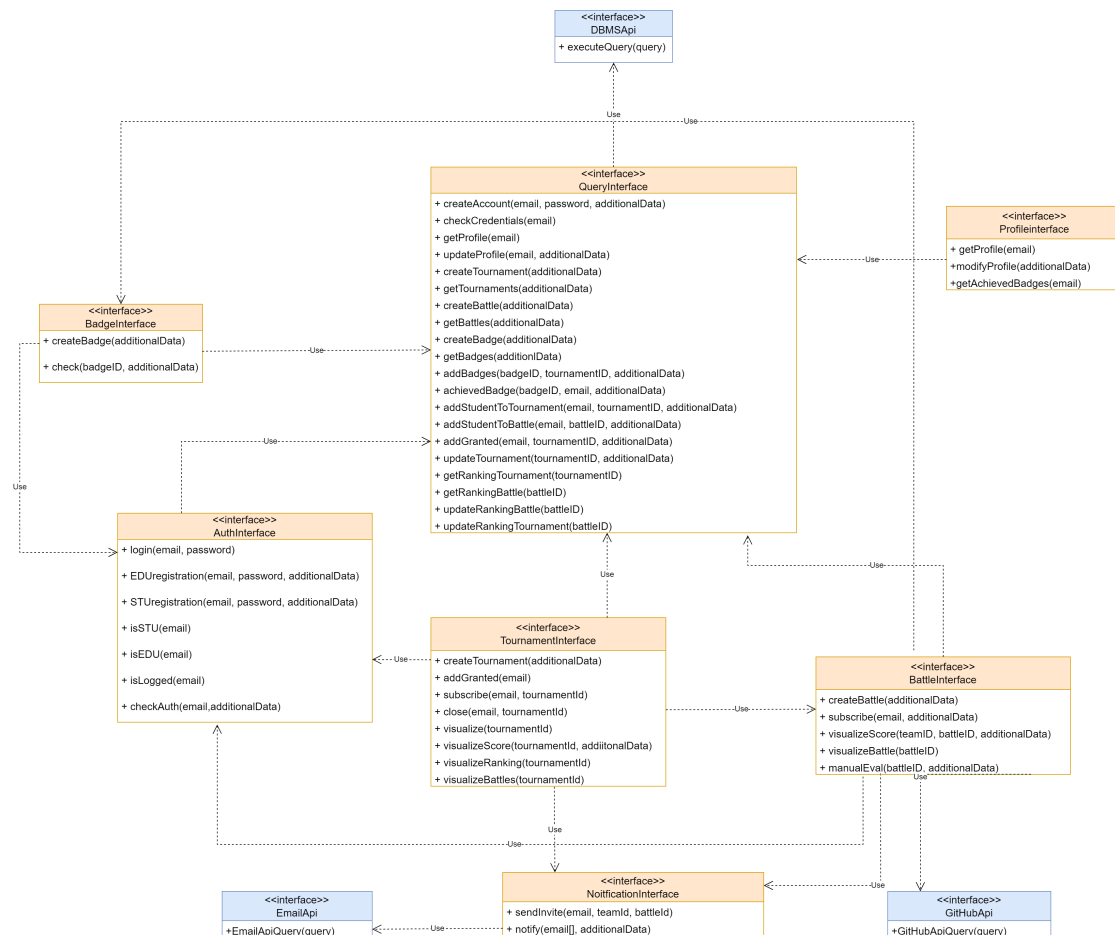 <<interface>>
DBMSApi
+ executeQuery(query)
Use
Use
<<interface>>
QueryInterface
+ createAccount(email, password, additionalData)
+ checkCredentials(email)
+ getProfile(email)
+ updateProfile(email, additionalData)
+ createTournament(additionalData)
+ getTournaments(additionalData)
+ createBattle(additionalData)
+ getBattles(additionalData)
+ createBadge(additionalData)
+ getBadges(additionlData)
+ addBadges(badgeID, tournamentID, additionalData)
+ achievedBadge(badgeID, email, additionalData)
+ addStudentToTournament(email, tournamentID, additionalData)
+ addStudentToBattle(email, battleID, additionalData)
+ addGranted(email, tournamentID, additionalData)
+ updateTournament(tournamentID, additionalData)
+ getRankingTournament(tournamentID)
+ getRankingBattle(battleID)
+ updateRankingBattle(battleID)
+ updateRankingTournament(battleID)
<<interface>>
Profileinterface
+ getProfile(email)
+modifyProfile(additionalData)
+getAchievedBadges(email)
Use
<<interface>>
BadgeInterface
+ createBadge(additionalData)
+ check(badgeID, additionalData)
Use
Use
Use
<<interface>>
AuthInterface
+ login(email, password)
+ EDUregistration(email, password, additionalData)
+ STUregistration(email, password, additionalData)
+ isSTU(email)
+ isEDU(email)
+ isLogged(email)
+ checkAuth(email,additionalData)
Use
Use
Use
<<interface>>
TournamentInterface
+ createTournament(additionalData)
+ addGranted(email)
+ subscribe(email, tournamentId)
+ close(email, tournamentId)
+ visualize(tournamentId)
+ visualizeScore(tournamentId, addiitonalData)
+ visualizeRanking(tournamentId)
+ visualizeBattles(tournamentId)
Use
<<interface>>
BattleInterface
+ createBattle(additionalData)
+ subscribe(email, additionalData)
+ visualizeScore(teamID, battleID, additionalData)
+ visualizeBattle(battleID)
+ manualEval(battleID, additionalData)
Use
Use
Use
Use
<<interface>>
NoitficationInterface
+ sendInvite(email, teamId, battleId)
+ notify(email[], additionalData)
Use
<<interface>>
EmailApi
+EmailApiQuery(query)
<<interface>>
GitHubApi
+GitHubApiQuery(query)